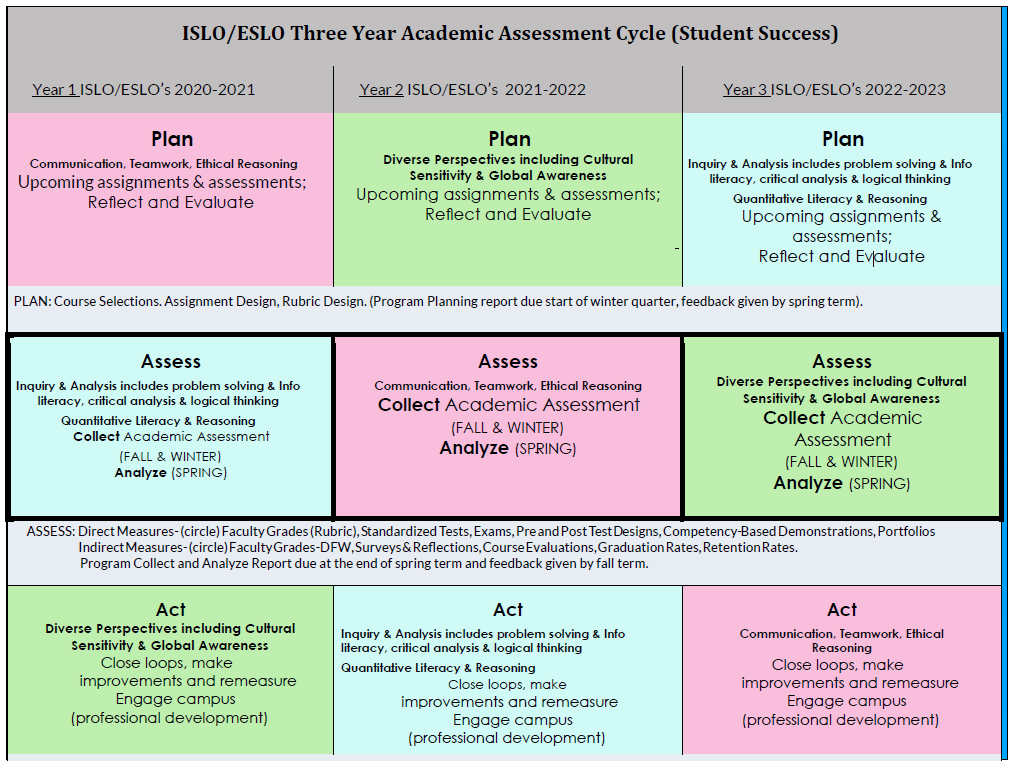 ISLO/ESLO Three Year Academic Assessment Cycle (Student Success)
Year 1 ISLO/ESLO's 2020-2021
Year 2 ISLO/ESLO's 2021-2022
Year 3 ISLO/ESLO's 2022-2023
Plan
Communication, Teamwork, Ethical Reasoning
Upcoming assignments & assessments;
Reflect and Evaluate
Plan
Diverse Perspectives including Cultural
Sensitivity & Global Awareness
Upcoming assignments & assessments;
Reflect and Evaluate
Plan
Inquiry & Analysis includes problem solving & Info
literacy, critical analysis & logical thinking
Quantitative Literacy & Reasoning
Upcoming assignments &
assessments;
Reflect and Evaluate
PLAN: Course Selections. Assignment Design, Rubric Design. (Program Planning report due start of winter quarter, feedback given by spring term).
Assess
Inquiry & Analysis includes problem solving & Info
literacy, critical analysis & logical thinking
Quantitative Literacy & Reasoning
Collect Academic Assessment
(FALL & WINTER)
Analyze (SPRING)
Assess
Communication, Teamwork, Ethical Reasoning
Collect Academic Assessment
(FALL & WINTER)
Analyze (SPRING)
Assess
Diverse Perspectives including Cultural
Sensitivity & Global Awareness
Collect Academic
Assessment
(FALL & WINTER)
Analyze (SPRING)
ASSESS: Direct Measures- (circle) Faculty Grades (Rubric), Standardized Tests, Exams, Pre and Post Test Designs, Competency-Based Demonstrations, Portfolios
Indirect Measures- (circle) Faculty Grades-DFW, Surveys & Reflections, Course Evaluations, Graduation Rates, Retention Rates.
Program Collect and Analyze Report due at the end of spring term and feedback given by fall term.
Act
Diverse Perspectives including Cultural
Sensitivity & Global Awareness
Close loops, make
improvements and remeasure
Engage campus
(professional development)
Act
Inquiry & Analysis includes problem solving & Info
literacy, critical analysis & logical thinking
Quantitative Literacy & Reasoning
Close loops, make
improvements and remeasure
Engage campus
(professional development)
Act
Communication, Teamwork, Ethical
Reasoning
Close loops, make
improvements and remeasure
Engage campus
(professional development)